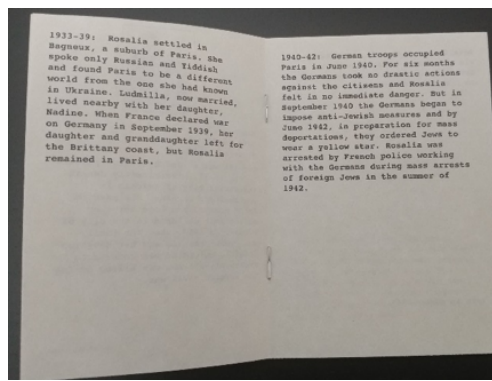 1933-39:  Rosalia settled in
Bagneux, a suburb of Paris. She
spoke only Russian and Yiddish
and found Paris to be a different
world from the one she had known
in Ukraine. Ludmilla, now married,
lived nearby with her daughter,
Nadine. When France declared war
on Germany in September 1939, her
daughter and granddaughter left for
the Brittany coast, but Rosalia
remained in Paris.
1940-42:  German troops occupied
Paris in June 1940. For six months
the Germans took no drastic actions
against the citizens and Rosalia
felt in no immediate danger. But in
September 1940 the Germans began to
impose anti-Jewish measures and by
June 1942, in preparation for mass
deportations, they ordered Jews to
wear a yellow star. Rosalia was
arrested by French police working
with the Germans during mass arrests
of foreign Jews in the summer of
1942.